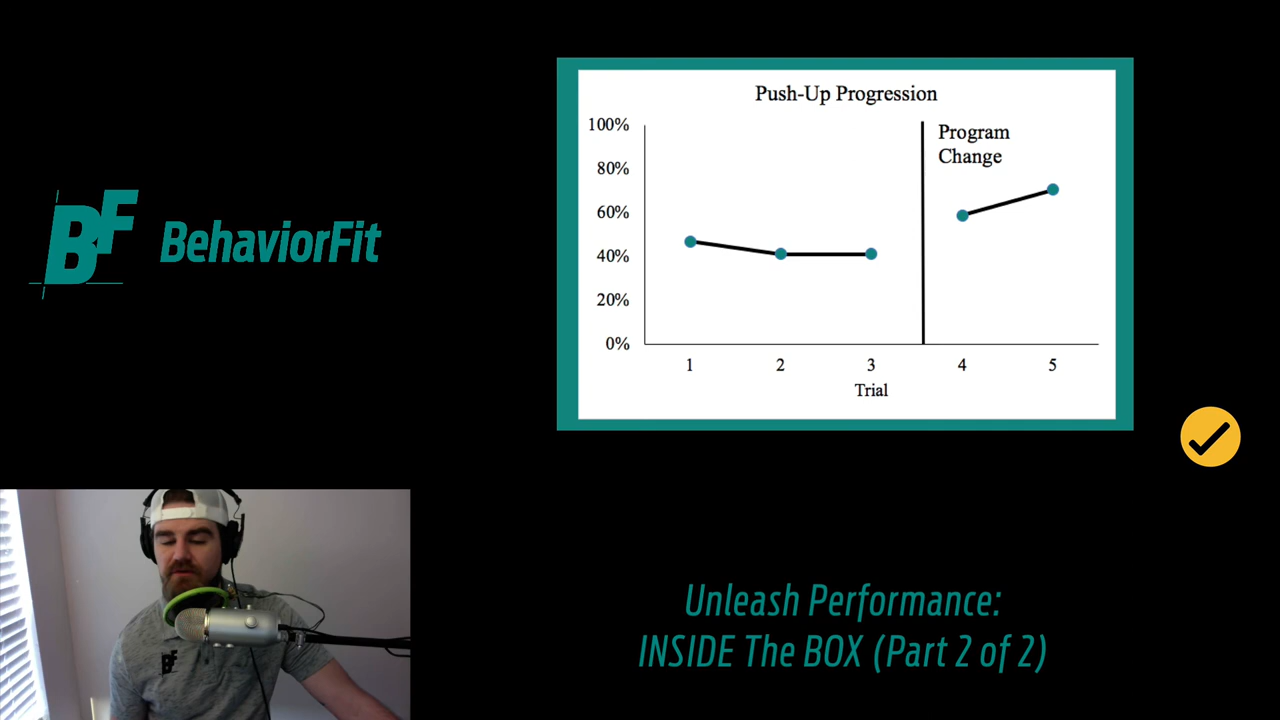 BF BehaviorFit
Push-Up Progression
100%
80%
60%
40%
20%
0%
Program
Change
1 2 3 4 5
Trial
BF
Unleash Performance:
INSIDE The BOX (Part 2 of 2)